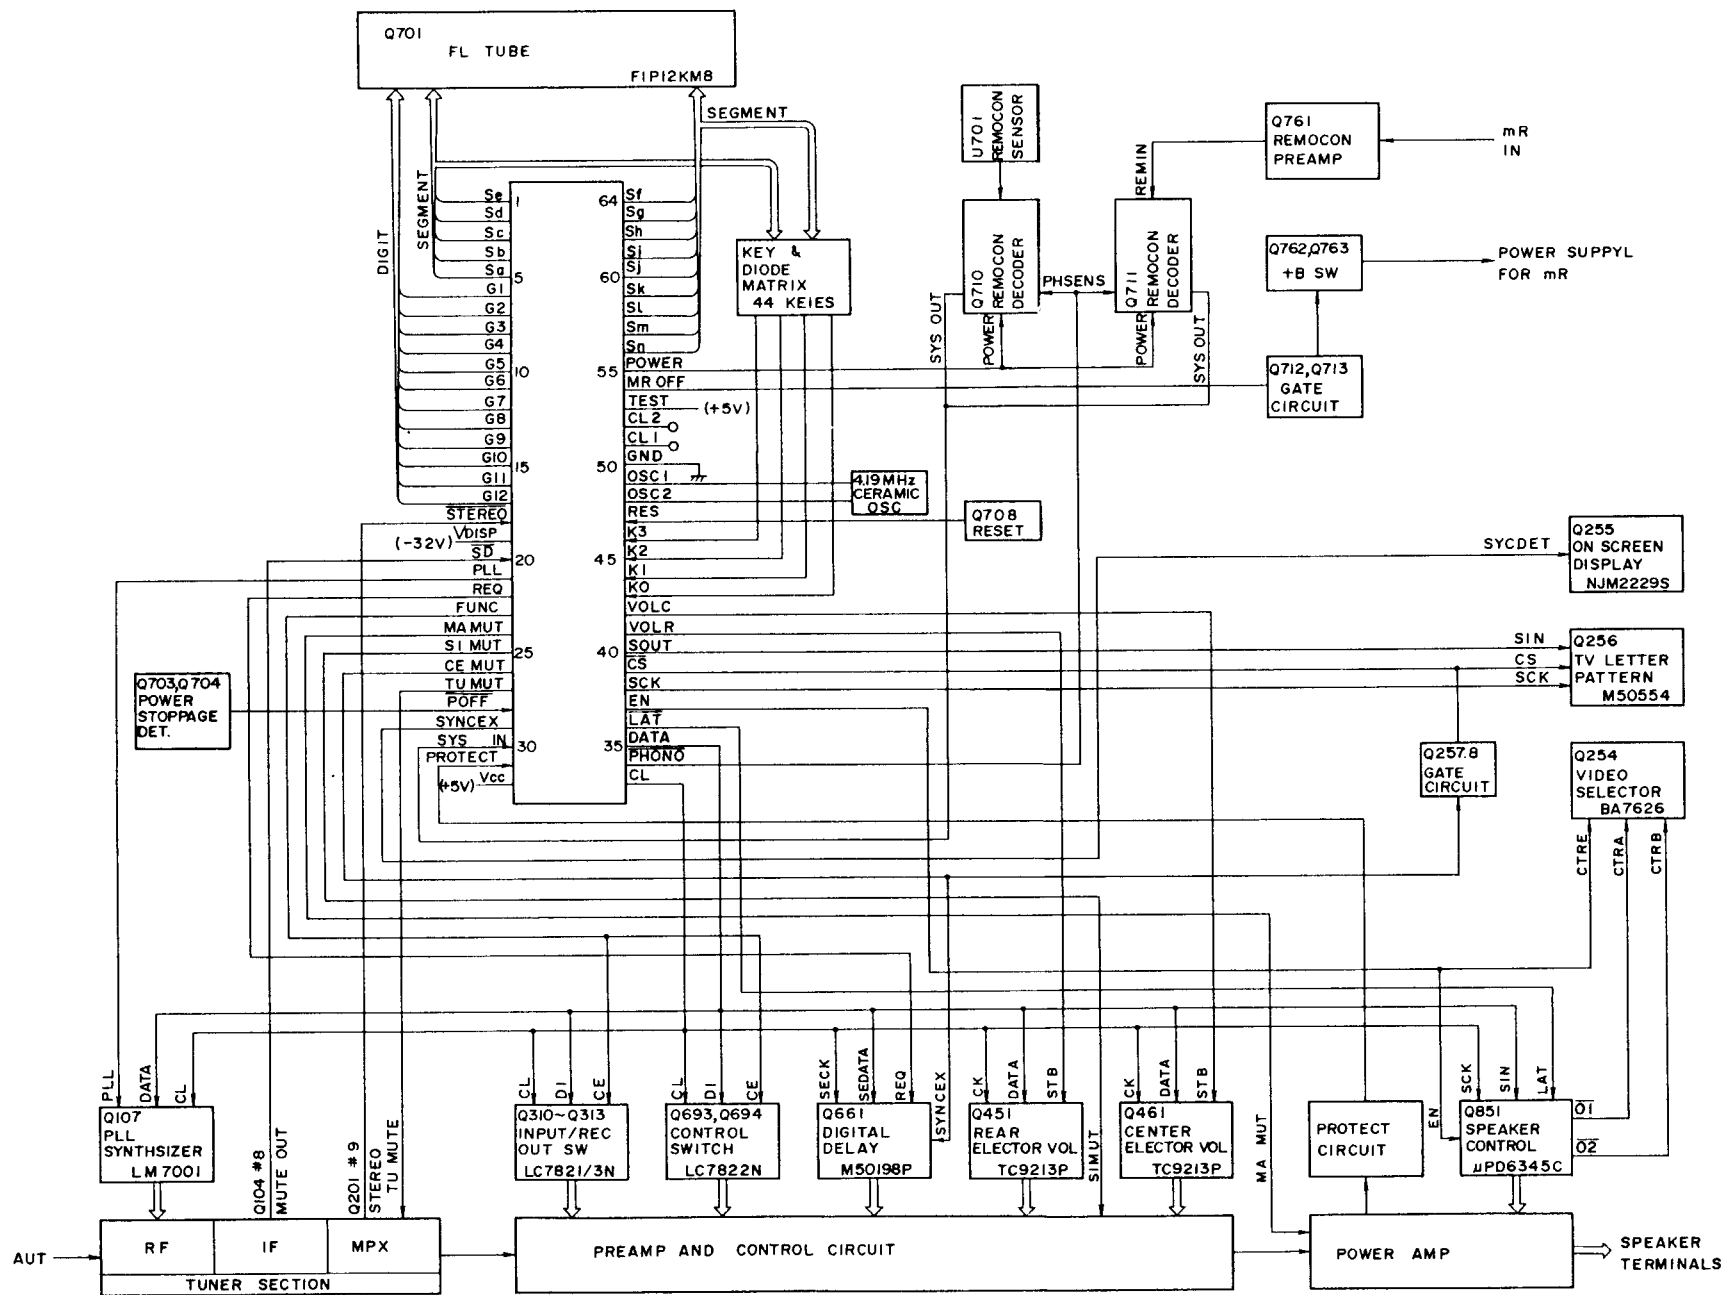 Q701
FL TUBE
FIP12KM8
SEGMENT
SEGMENT
DIGIT
Se
Sd
Sc
Sb
Sa
G1
G2
G3
G4
G5
G6
G7
G8
G9
G10
G11
G12
STEREO
VDISP
(-32V)
SD
PLL
REQ
FUNC
MA MUT
SI MUT
CE MUT
TU MUT
POFF
SYNCEX
SYS IN
PROTECT
Vcc
(+5V)
1
5
10
15
20
25
30
64
60
55
50
45
40
35
Sf
Sg
Sh
Si
Sj
Sk
Sl
Sm
Sn
POWER
MR OFF
TEST
(+5V)
CL2
CL1
GND
OSC1
OSC2
RES
K3
K2
K1
K0
VOLC
VOLR
SOUT
CS
SCK
EN
LAT
DATA
PHONO
CL
KEY &
DIODE
MATRIX
44 KEIES
4.19MHz
CERAMIC
OSC
Q708
RESET
U701
REMOCON
SENSOR
Q710
REMOCON
DECODER
SYS OUT
POWER
PHSENS
Q711
REMOCON
DECODER
REMIN
POWER
SYS OUT
Q761
REMOCON
PREAMP
mR
IN
Q762,Q763
+B SW
POWER SUPPYL
FOR mR
Q712,Q713
GATE
CIRCUIT
SYCDET
Q255
ON SCREEN
DISPLAY
NJM2229S
SIN
CS
SCK
Q256
TV LETTER
PATTERN
M50554
Q257.8
GATE
CIRCUIT
Q254
VIDEO
SELECTOR
BA7626
CTRE
CTRA
CTRB
Q703,Q704
POWER
STOPPAGE
DET.
PLL
DATA
CL
Q107
PLL
SYNTHSIZER
LM7001
Q104 #8
MUTE OUT
Q201 #9
STEREO
TU MUTE
CL
DI
CE
Q310~Q313
INPUT/REC
OUT SW
LC7821/3N
CL
DI
CE
Q693,Q694
CONTROL
SWITCH
LC7822N
SECK
SEDATA
REQ
Q661
DIGITAL
DELAY
M50198P
SYNCEX
CK
DATA
STB
Q451
REAR
ELECTOR VOL
TC9213P
SIMUT
CK
DATA
STB
Q461
CENTER
ELECTOR VOL
TC9213P
MA MUT
PROTECT
CIRCUIT
EN
SCK
SIN
LAT
Q851
SPEAKER
CONTROL
μPD6345C
O1
O2
AUT
RF
IF
MPX
TUNER SECTION
PREAMP AND CONTROL CIRCUIT
POWER AMP
SPEAKER
TERMINALS